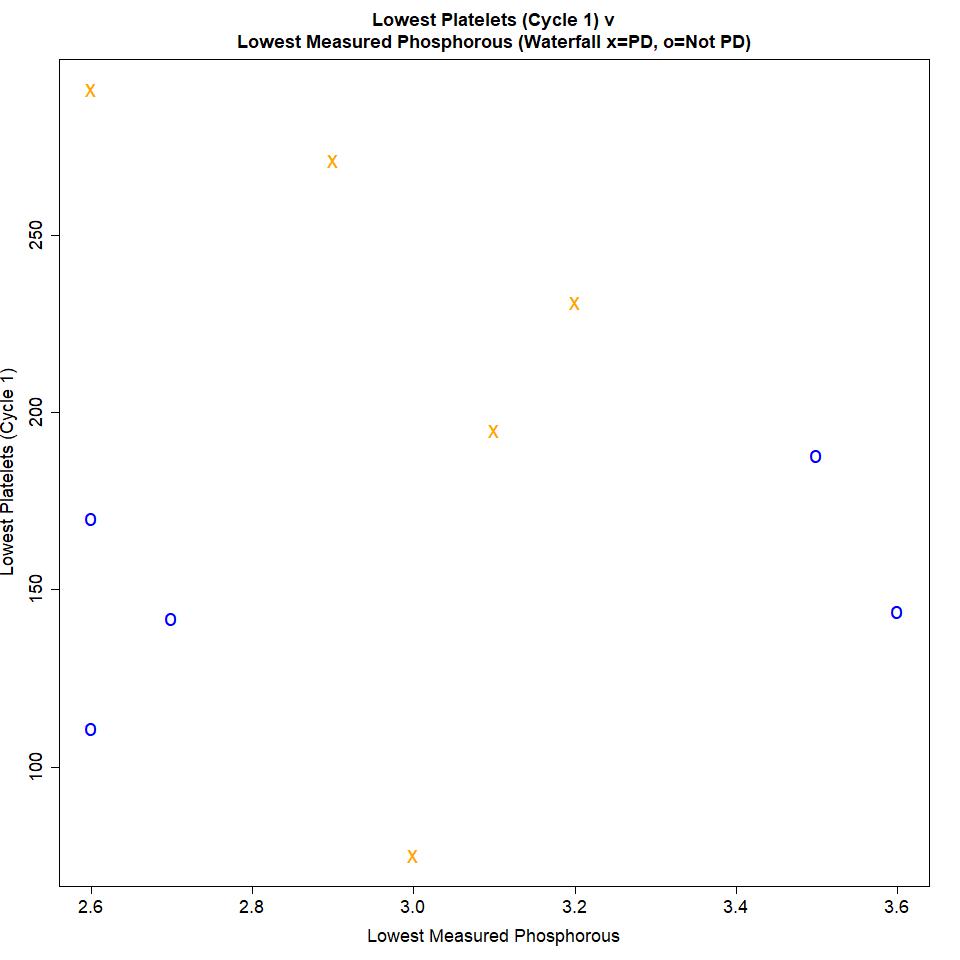 Lowest Platelets (Cycle 1) v
Lowest Measured Phosphorous (Waterfall x=PD, o=Not PD)
Lowest Platelets (Cycle 1)
250
200
150
100
x
x
x
x
o
o
o
o
o
x
2.6 2.8 3.0 3.2 3.4 3.6
Lowest Measured Phosphorous